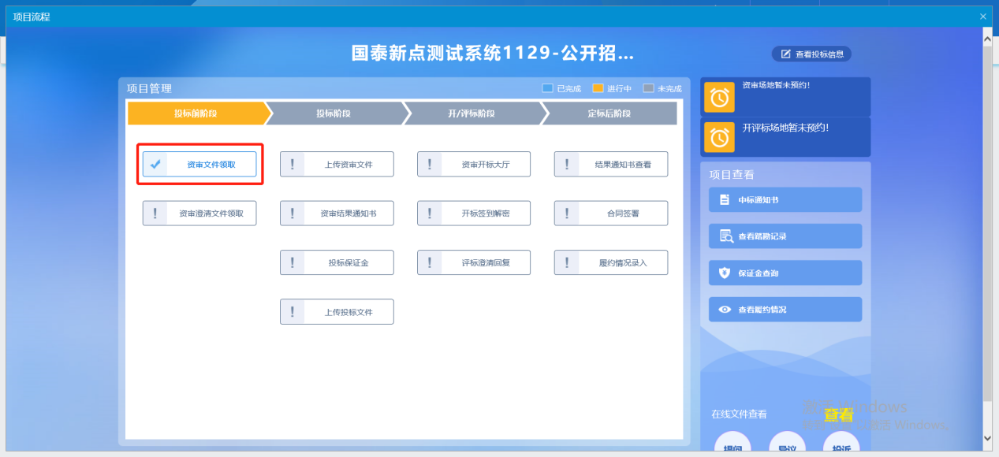 项目流程
国泰新点测试系统1129-公开招...
查看投标信息
项目管理
已完成
进行中
未完成
投标前阶段
投标阶段
开/评标阶段
定标后阶段
资审文件领取
上传资审文件
资审开标大厅
结果通知书查看
资审澄清文件领取
资审结果通知书
开标签到解密
合同签署
投标保证金
评标澄清回复
履约情况录入
上传投标文件
资审场地暂未预约!
开评标场地暂未预约!
项目查看
中标通知书
查看踏勘记录
保证金查询
查看履约情况
在线文件查看
查看
提问
异议
投诉